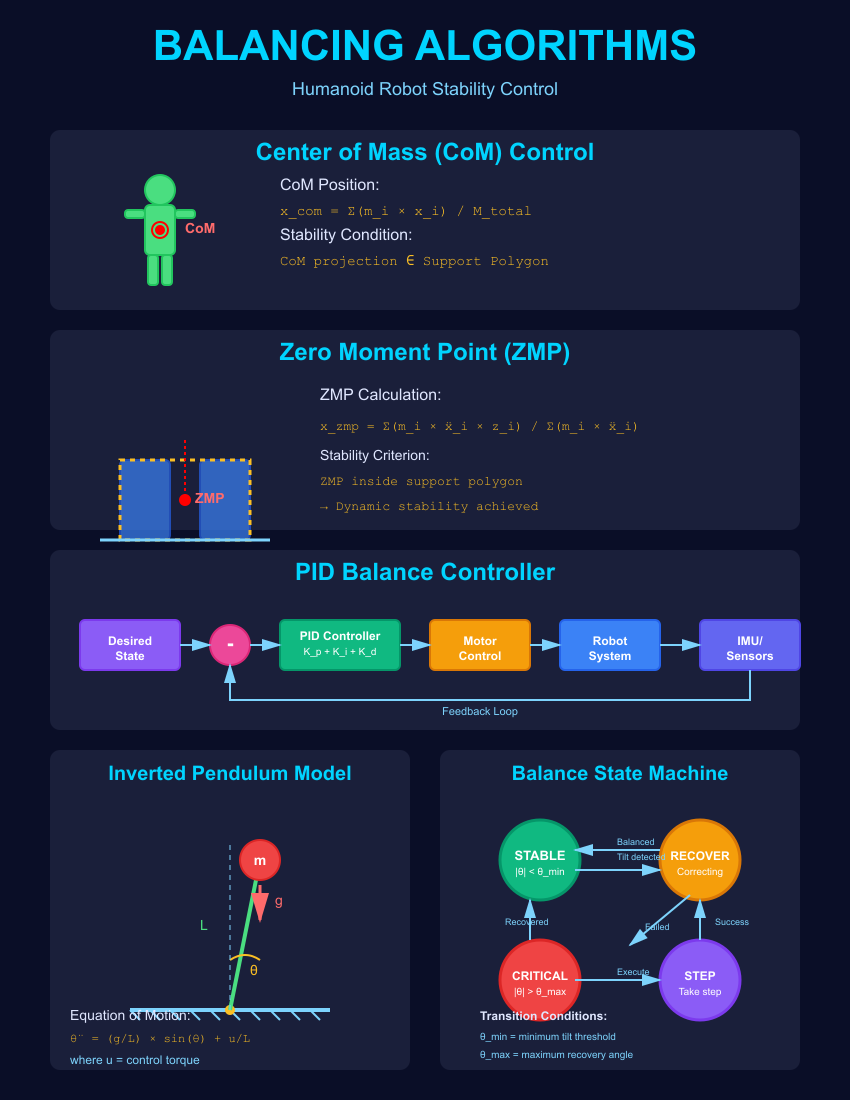 BALANCING ALGORITHMS
Humanoid Robot Stability Control
Center of Mass (CoM) Control
CoM
CoM Position:
x_com = Σ(m_i × x_i) / M_total
Stability Condition:
CoM projection ∈ Support Polygon
Zero Moment Point (ZMP)
ZMP
ZMP Calculation:
x_zmp = Σ(m_i × ẍ_i × z_i) / Σ(m_i × ẍ_i)
Stability Criterion:
ZMP inside support polygon
→ Dynamic stability achieved
PID Balance Controller
Desired
State
-
PID Controller
K_p + K_i + K_d
Motor
Control
Robot
System
IMU/
Sensors
Feedback Loop
Inverted Pendulum Model
m
g
L
θ
Equation of Motion:
θ¨ = (g/L) × sin(θ) + u/L
where u = control torque
Balance State Machine
STABLE
|θ| < θ_min
Balanced
Tilt detected
RECOVER
Correcting
Recovered
Failed
Success
CRITICAL
|θ| > θ_max
Execute
STEP
Take step
Transition Conditions:
θ_min = minimum tilt threshold
θ_max = maximum recovery angle